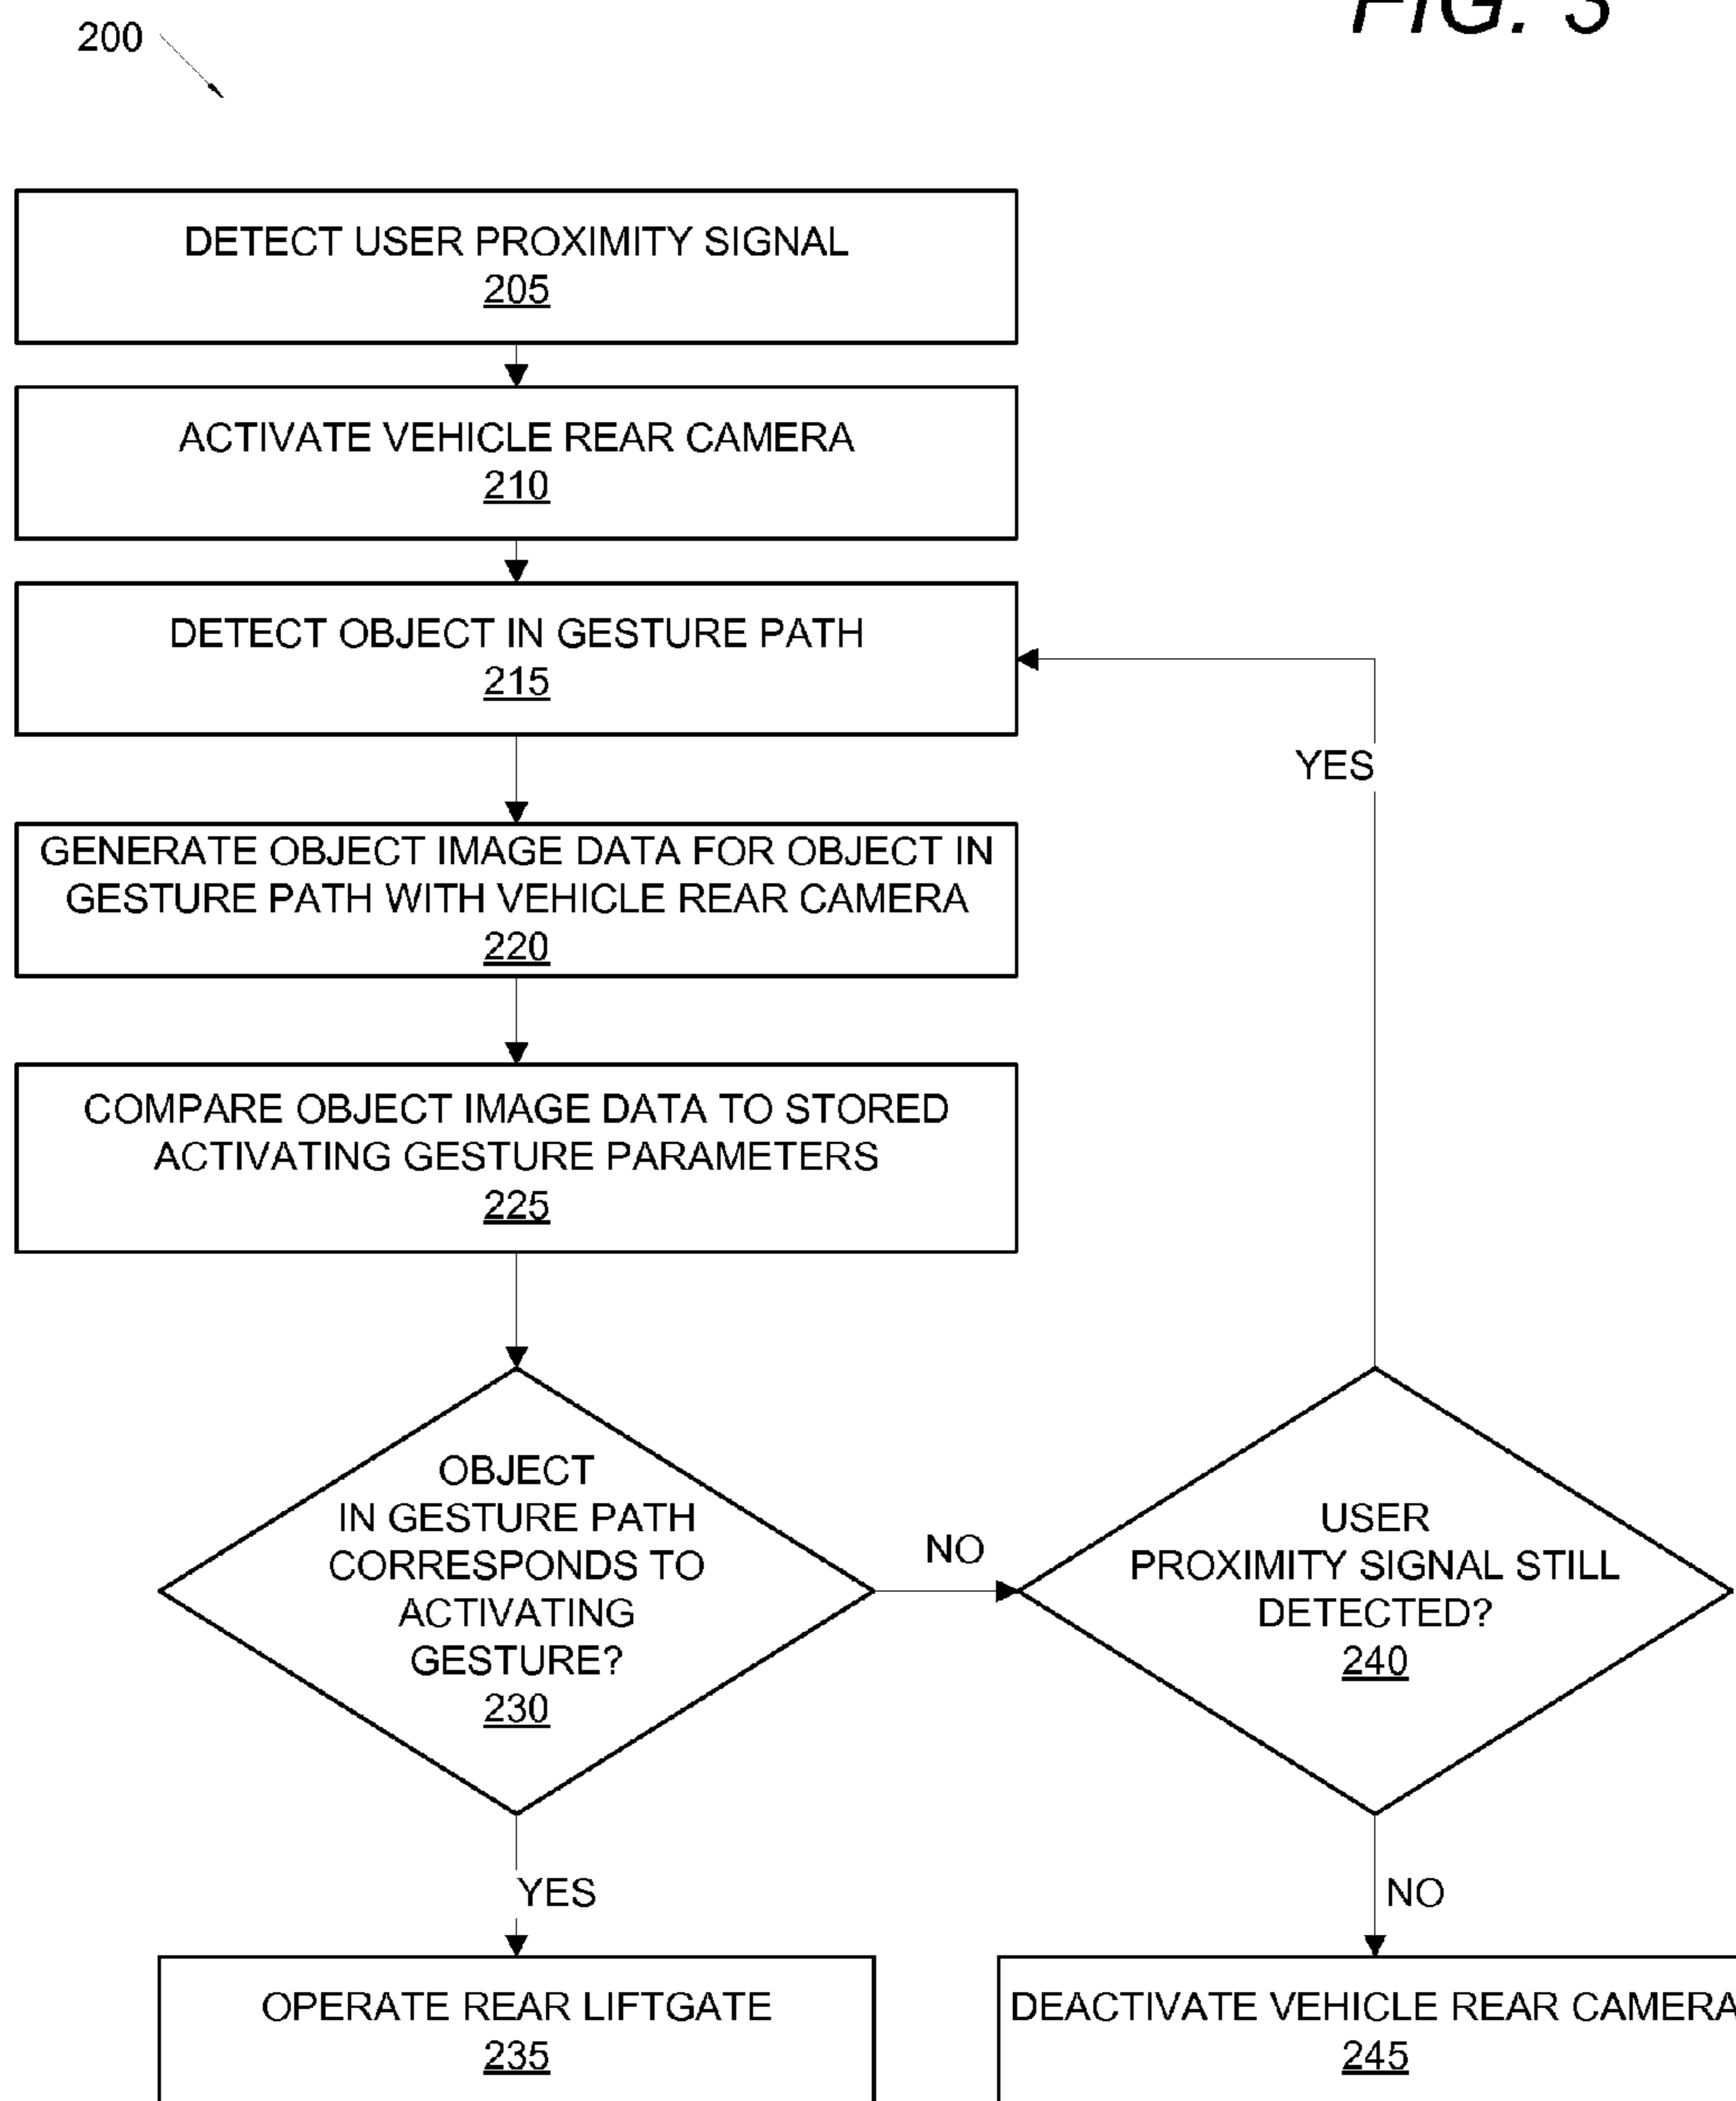 FIG. 3
200
DETECT USER PROXIMITY SIGNAL
205
ACTIVATE VEHICLE REAR CAMERA
210
DETECT OBJECT IN GESTURE PATH
215
YES
GENERATE OBJECT IMAGE DATA FOR OBJECT IN
GESTURE PATH WITH VEHICLE REAR CAMERA
220
COMPARE OBJECT IMAGE DATA TO STORED
ACTIVATING GESTURE PARAMETERS
225
OBJECT
IN GESTURE PATH
CORRESPONDS TO
ACTIVATING
GESTURE?
230
NO
USER
PROXIMITY SIGNAL STILL
DETECTED?
240
YES
NO
OPERATE REAR LIFTGATE
235
DEACTIVATE VEHICLE REAR CAMERA
245